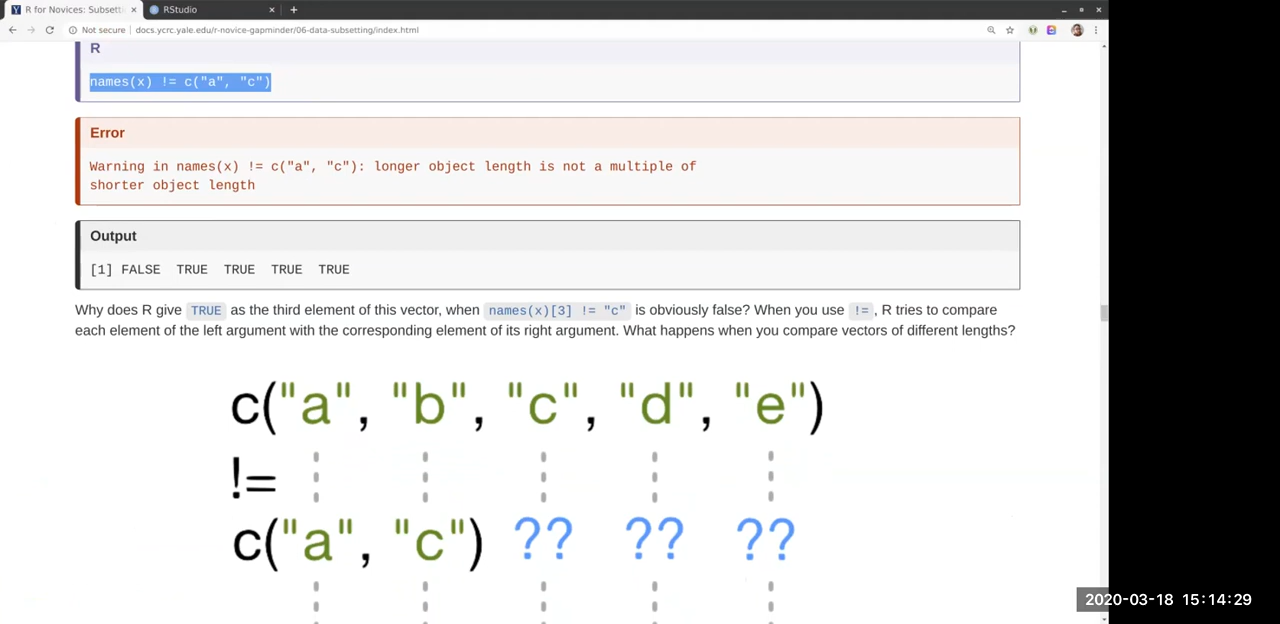 R for Novices: Subsetti
RStudio
Not secure
docs.ycrc.yale.edu/r-novice-gapminder/06-data-subsetting/index.html
R
names(x) != c("a", "c")
Error
Warning in names(x) != c("a", "c"): longer object length is not a multiple of
shorter object length
Output
[1] FALSE TRUE TRUE TRUE TRUE
Why does R give TRUE as the third element of this vector, when names(x)[3] != "c" is obviously false? When you use !=, R tries to compare
each element of the left argument with the corresponding element of its right argument. What happens when you compare vectors of different lengths?
c("a", "b", "c", "d", "e")
!=
c("a", "c") ?? ?? ??
2020-03-18 15:14:29